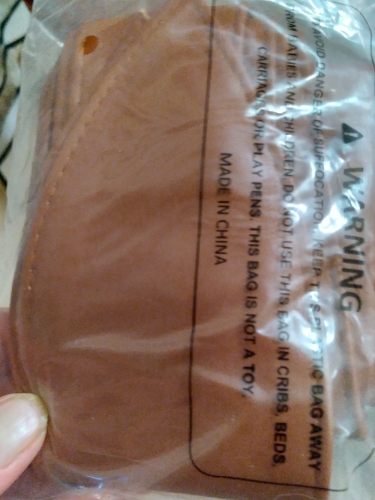 WARNING
AVOID DANGER OF SUFFOCATION, KEEP THIS PLASTIC BAG AWAY
FROM BABIES AND CHILDREN. DO NOT USE THIS BAG IN CRIBS, BEDS,
CARRIAGES OR PLAY PENS. THIS BAG IS NOT A TOY.
MADE IN CHINA